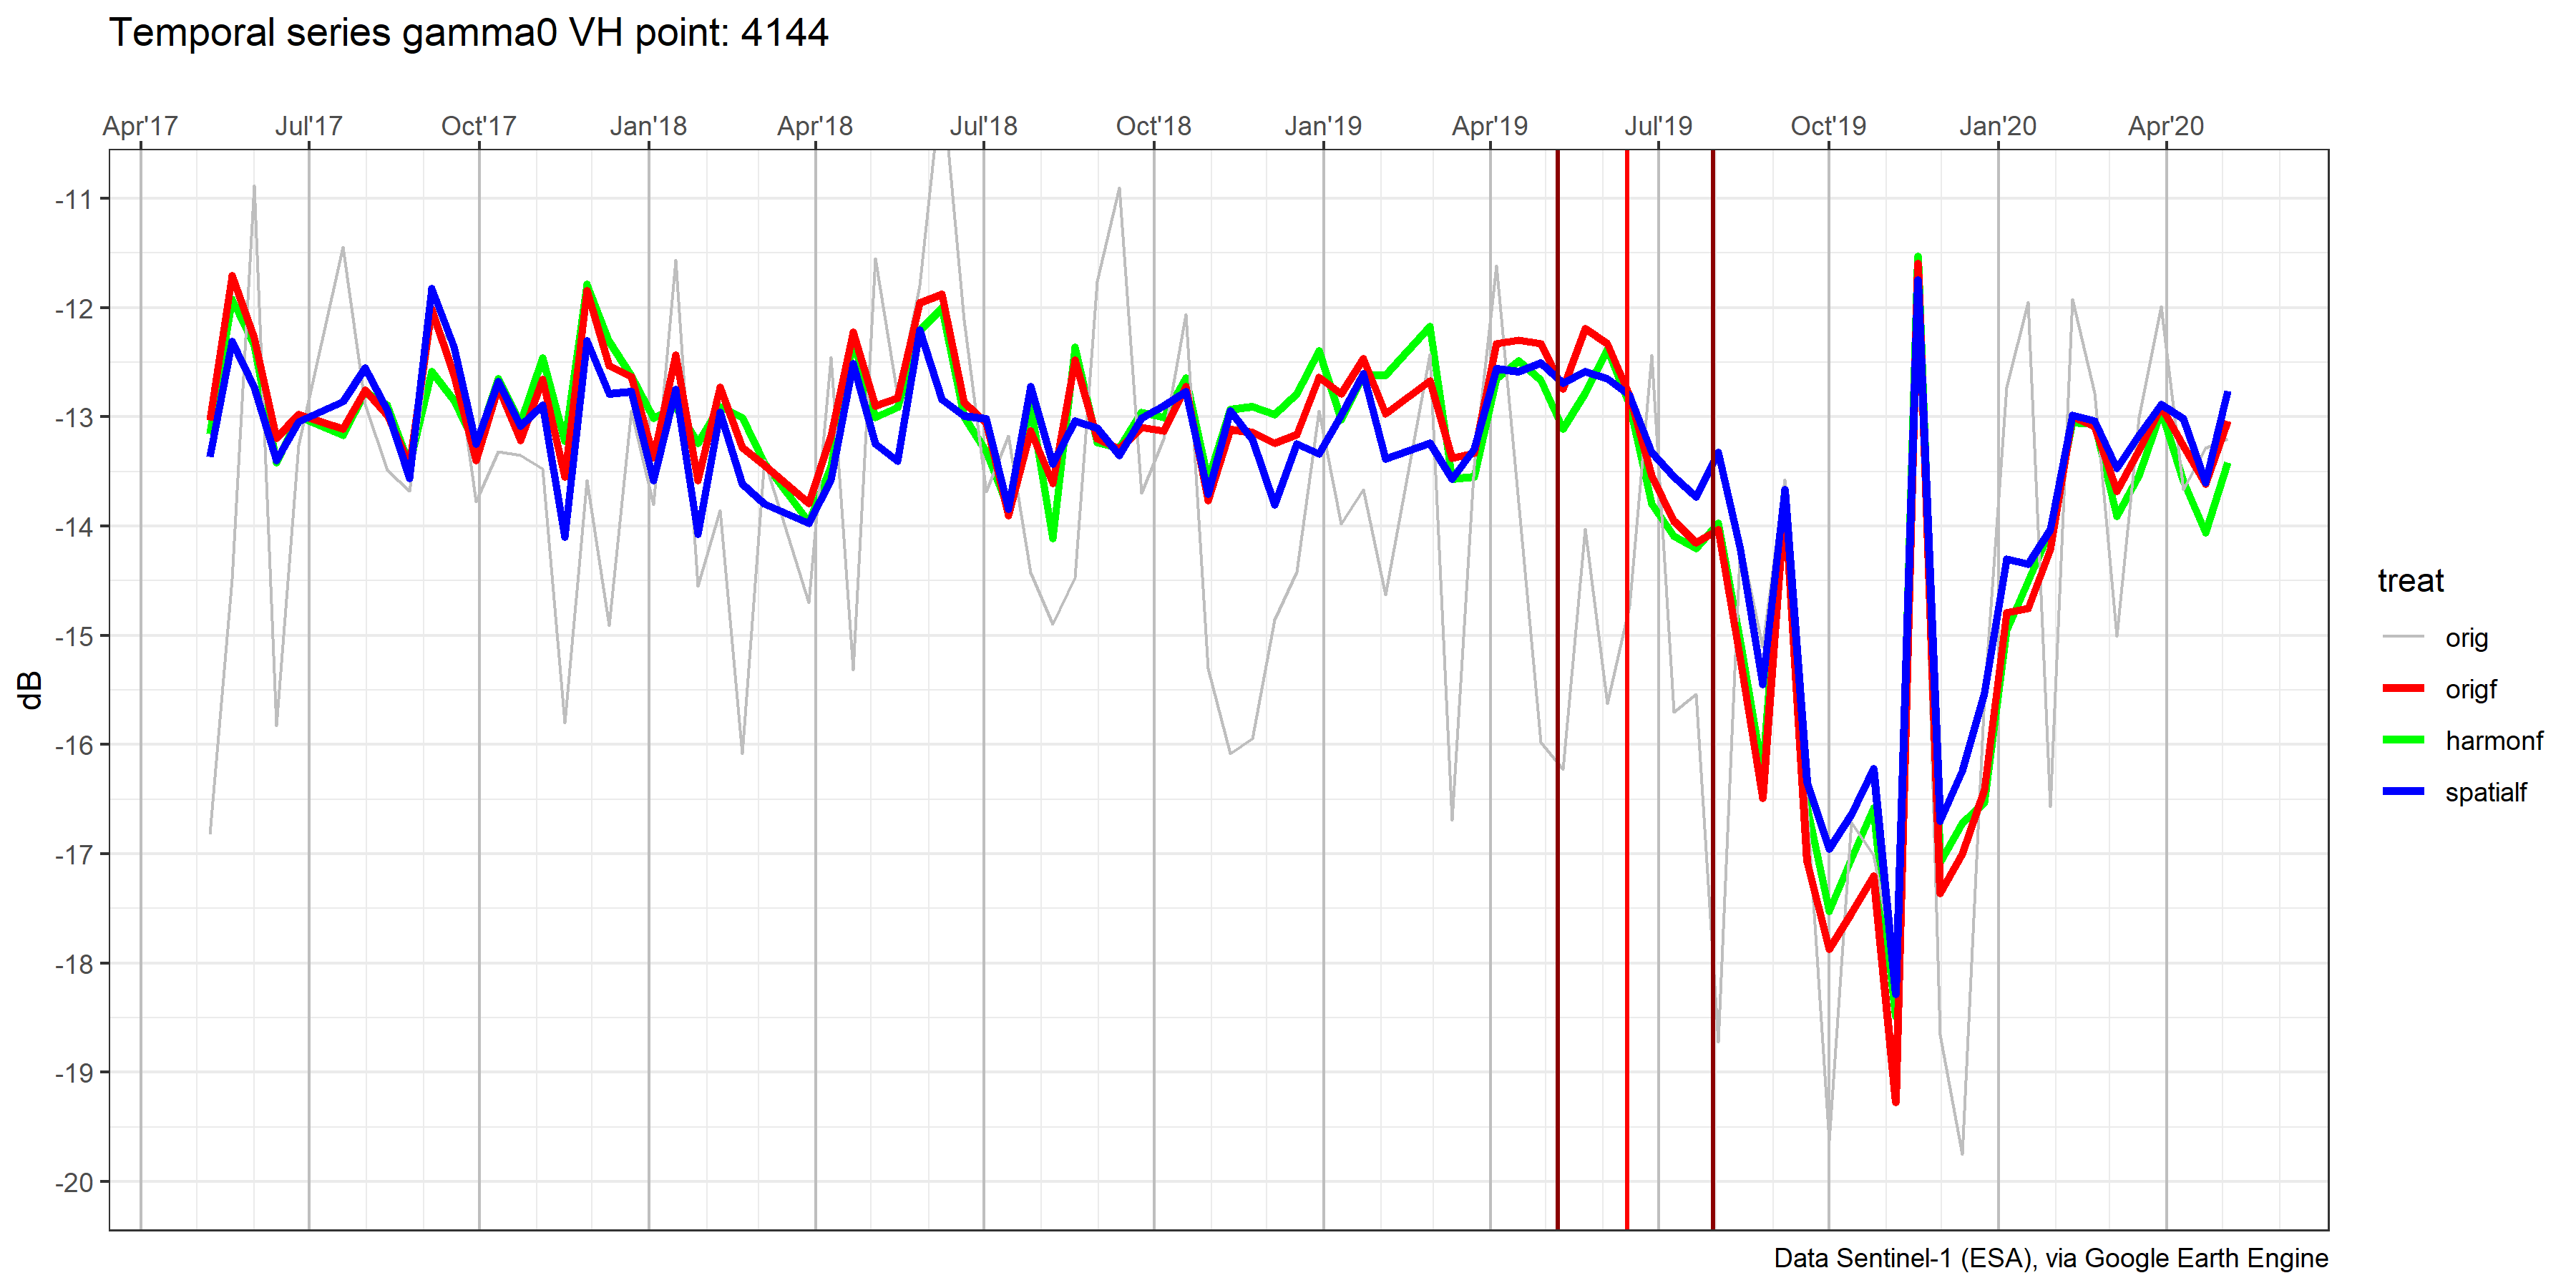 Temporal series gamma0 VH point: 4144
Apr'17 Jul'17 Oct'17 Jan'18 Apr'18 Jul'18 Oct'18 Jan'19 Apr'19 Jul'19 Oct'19 Jan'20 Apr'20
-11
-12
-13
-14
-15
-16
-17
-18
-19
-20
dB
treat
orig
origf
harmonf
spatialf
Data Sentinel-1 (ESA), via Google Earth Engine